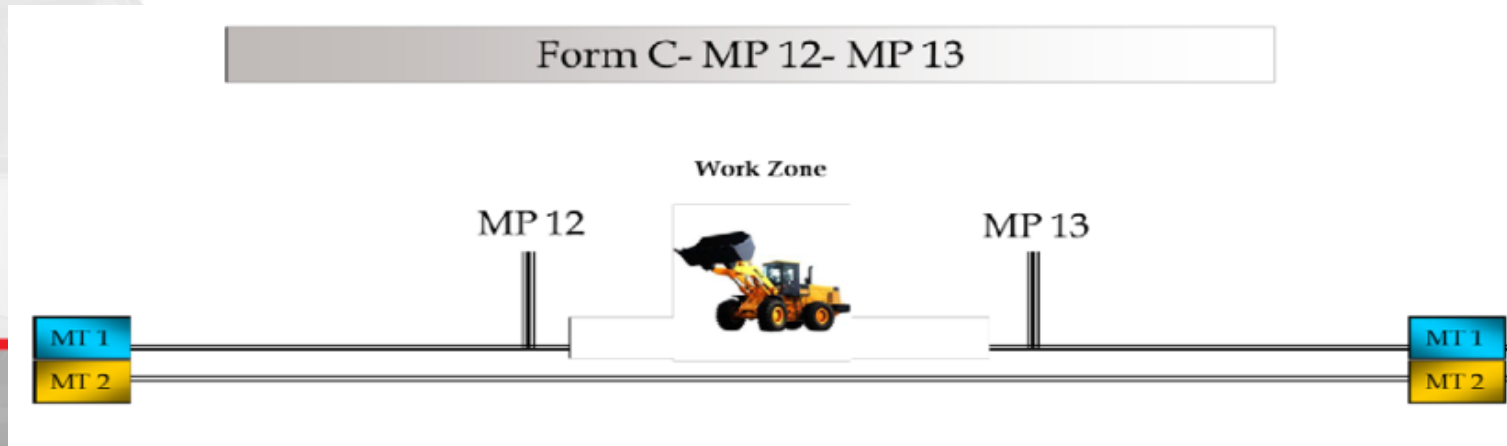 Form C- MP 12- MP 13
Work Zone
MP 12
MP 13
MT 1
MT 1
MT 2
MT 2